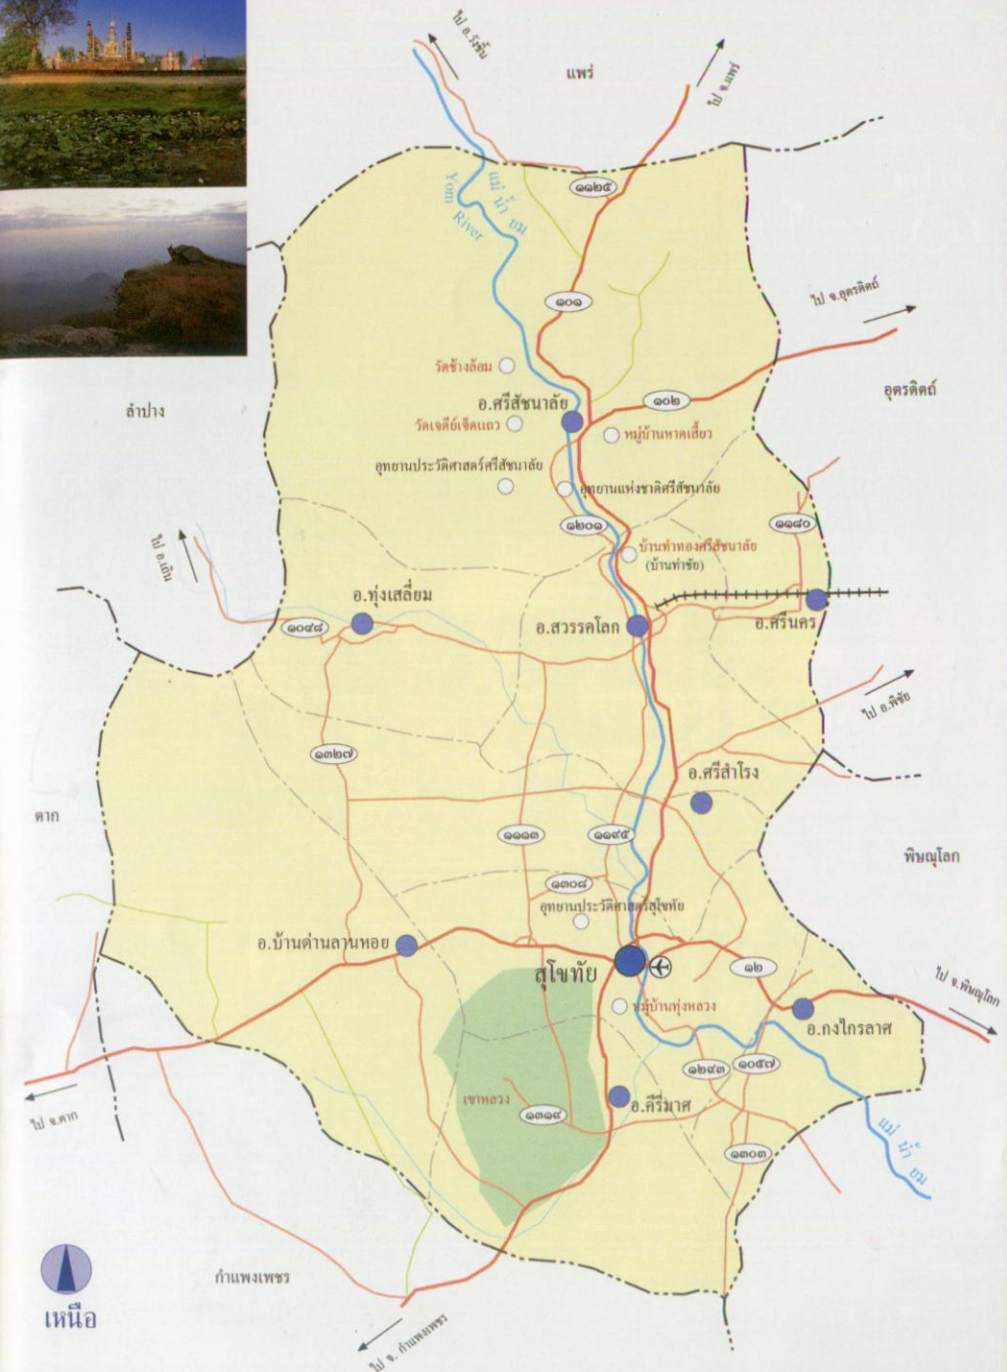 ไป อ.วังชิ้น
แพร่
ไป จ.แพร่
๑๑๒๕
แม่ น้ำ ยม
Yom River
๑๐๑
ไป จ.อุตรดิตถ์
วัดช้างล้อม
ลำปาง
อ.ศรีสัชนาลัย
๑๐๒
อุตรดิตถ์
วัดเจดีย์เจ็ดแถว
หมู่บ้านหาดเสี้ยว
อุทยานประวัติศาสตร์ศรีสัชนาลัย
อุทยานแห่งชาติศรีสัชนาลัย
๑๒๐๑
๑๑๘๐
ไป อ.เถิน
บ้านท่าทองศรีสัชนาลัย
(บ้านท่าชัย)
อ.ทุ่งเสลี่ยม
๑๐๔๘
อ.สวรรคโลก
อ.ศรีนคร
ไป อ.พิชัย
๑๓๒๗
อ.ศรีสำโรง
ตาก
๑๑๑๓
๑๑๙๕
พิษณุโลก
๑๓๐๘
อุทยานประวัติศาสตร์สุโขทัย
อ.บ้านด่านลานหอย
สุโขทัย
๑๒
ไป จ.พิษณุโลก
หมู่บ้านทุ่งหลวง
อ.กงไกรลาศ
๑๒๙๓
๑๐๕๗
เขาหลวง
๑๓๑๙
อ.คีรีมาศ
ไป จ.ตาก
แม่ น้ำ ยม
๑๓๐๓
กำแพงเพชร
เหนือ
ไป จ. กำแพงเพชร